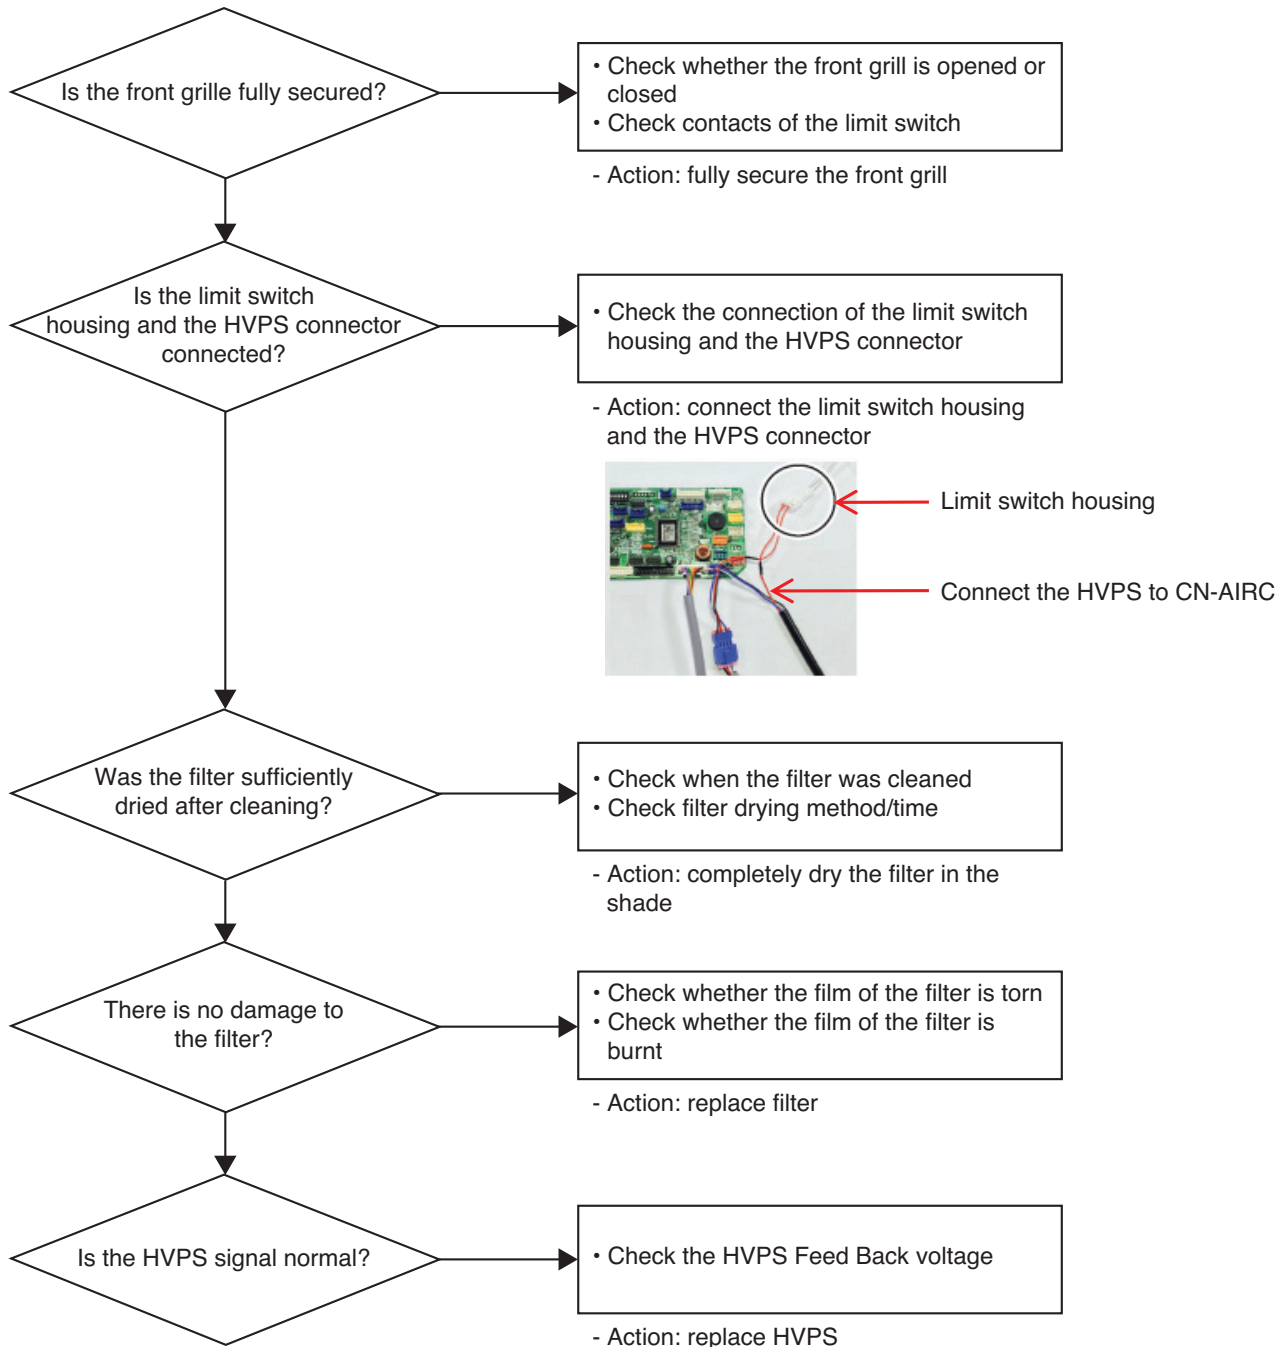 Is the front grille fully secured?
• Check whether the front grill is opened or
closed
• Check contacts of the limit switch
- Action: fully secure the front grill
Is the limit switch
housing and the HVPS connector
connected?
• Check the connection of the limit switch
housing and the HVPS connector
- Action: connect the limit switch housing
and the HVPS connector
Limit switch housing
Connect the HVPS to CN-AIRC
Was the filter sufficiently
dried after cleaning?
• Check when the filter was cleaned
• Check filter drying method/time
- Action: completely dry the filter in the
shade
There is no damage to
the filter?
• Check whether the film of the filter is torn
• Check whether the film of the filter is
burnt
- Action: replace filter
Is the HVPS signal normal?
• Check the HVPS Feed Back voltage
- Action: replace HVPS